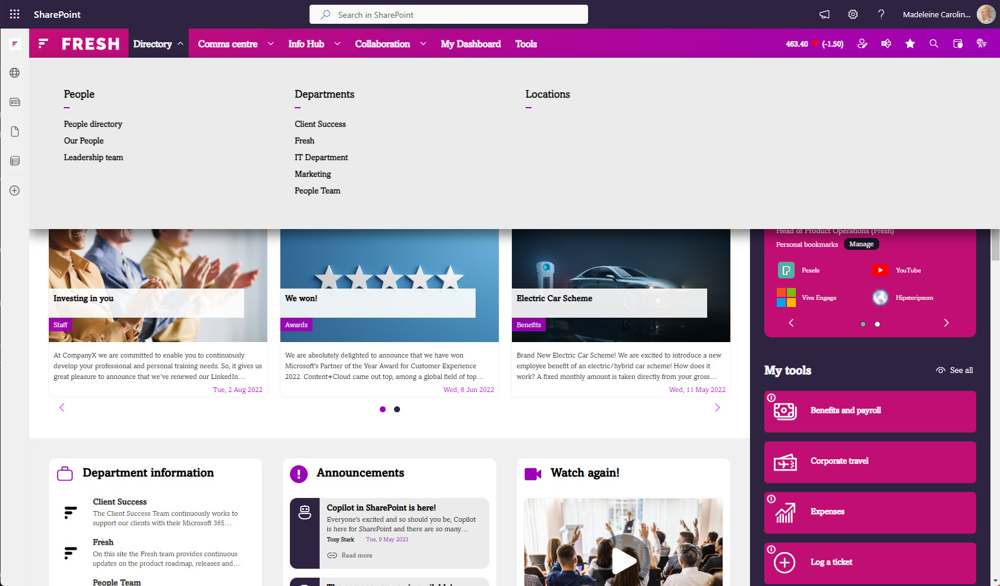 SharePoint
Search in SharePoint
Madeleine Carolin...
FRESH
Directory
Comms centre
Info Hub
Collaboration
My Dashboard
Tools
463.40 (-1.50)
People
People directory
Our People
Leadership team
Departments
Client Success
Fresh
IT Department
Marketing
People Team
Locations
Investing in you
Staff
At CompanyX we are committed to enable you to continuously
develop your professional and personal training needs. So, it gives us
great pleasure to announce that we've renewed our LinkedIn...
Tue, 2 Aug 2022
We won!
Awards
We are absolutely delighted to announce that we have won
Microsoft's Partner of the Year Award for Customer Experience
2022. Content+Cloud came out top, among a global field of top...
Wed, 8 Jun 2022
Electric Car Scheme
Benefits
Brand New Electric Car Scheme! We are excited to introduce a new
employee benefit of an electric/hybrid car scheme! How does it
work? A fixed monthly amount is taken directly from your gross...
Wed, 11 May 2022
Head of Product Operations (Fresh)
Personal bookmarks
Manage
Pexels
YouTube
Viva Engage
Hipsteripsum
My tools
See all
Benefits and payroll
Corporate travel
Expenses
Log a ticket
Department information
Client Success
The Client Success Team continuously works to
support our clients with their Microsoft 365...
Fresh
On this site the Fresh team provides continuous
updates on the product roadmap, releases and...
People Team
Announcements
Copilot in SharePoint is here!
Everyone's excited and so should you be, Copilot
is here for SharePoint and there are so many...
Tony Stark
Tue, 9 May 2023
Read more
Watch again!